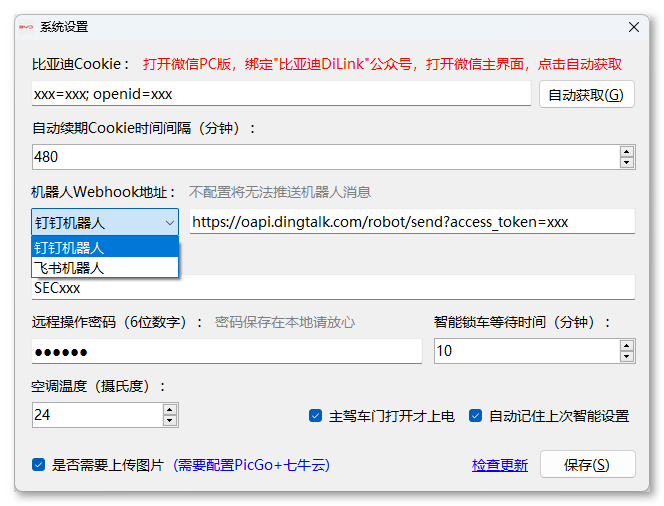 BYD 系统设置
比亚迪Cookie： 打开微信PC版，绑定"比亚迪DiLink"公众号，打开微信主界面，点击自动获取
xxx=xxx; openid=xxx 自动获取(G)
自动续期Cookie时间间隔（分钟）：
480
机器人Webhook地址： 不配置将无法推送机器人消息
钉钉机器人 https://oapi.dingtalk.com/robot/send?access_token=xxx
钉钉机器人
飞书机器人
SECxxx
远程操作密码（6位数字）： 密码保存在本地请放心 智能锁车等待时间（分钟）：
●●●●●● 10
空调温度（摄氏度）：
24 主驾车门打开才上电 自动记住上次智能设置
是否需要上传图片 (需要配置PicGo+七牛云) 检查更新 保存(S)